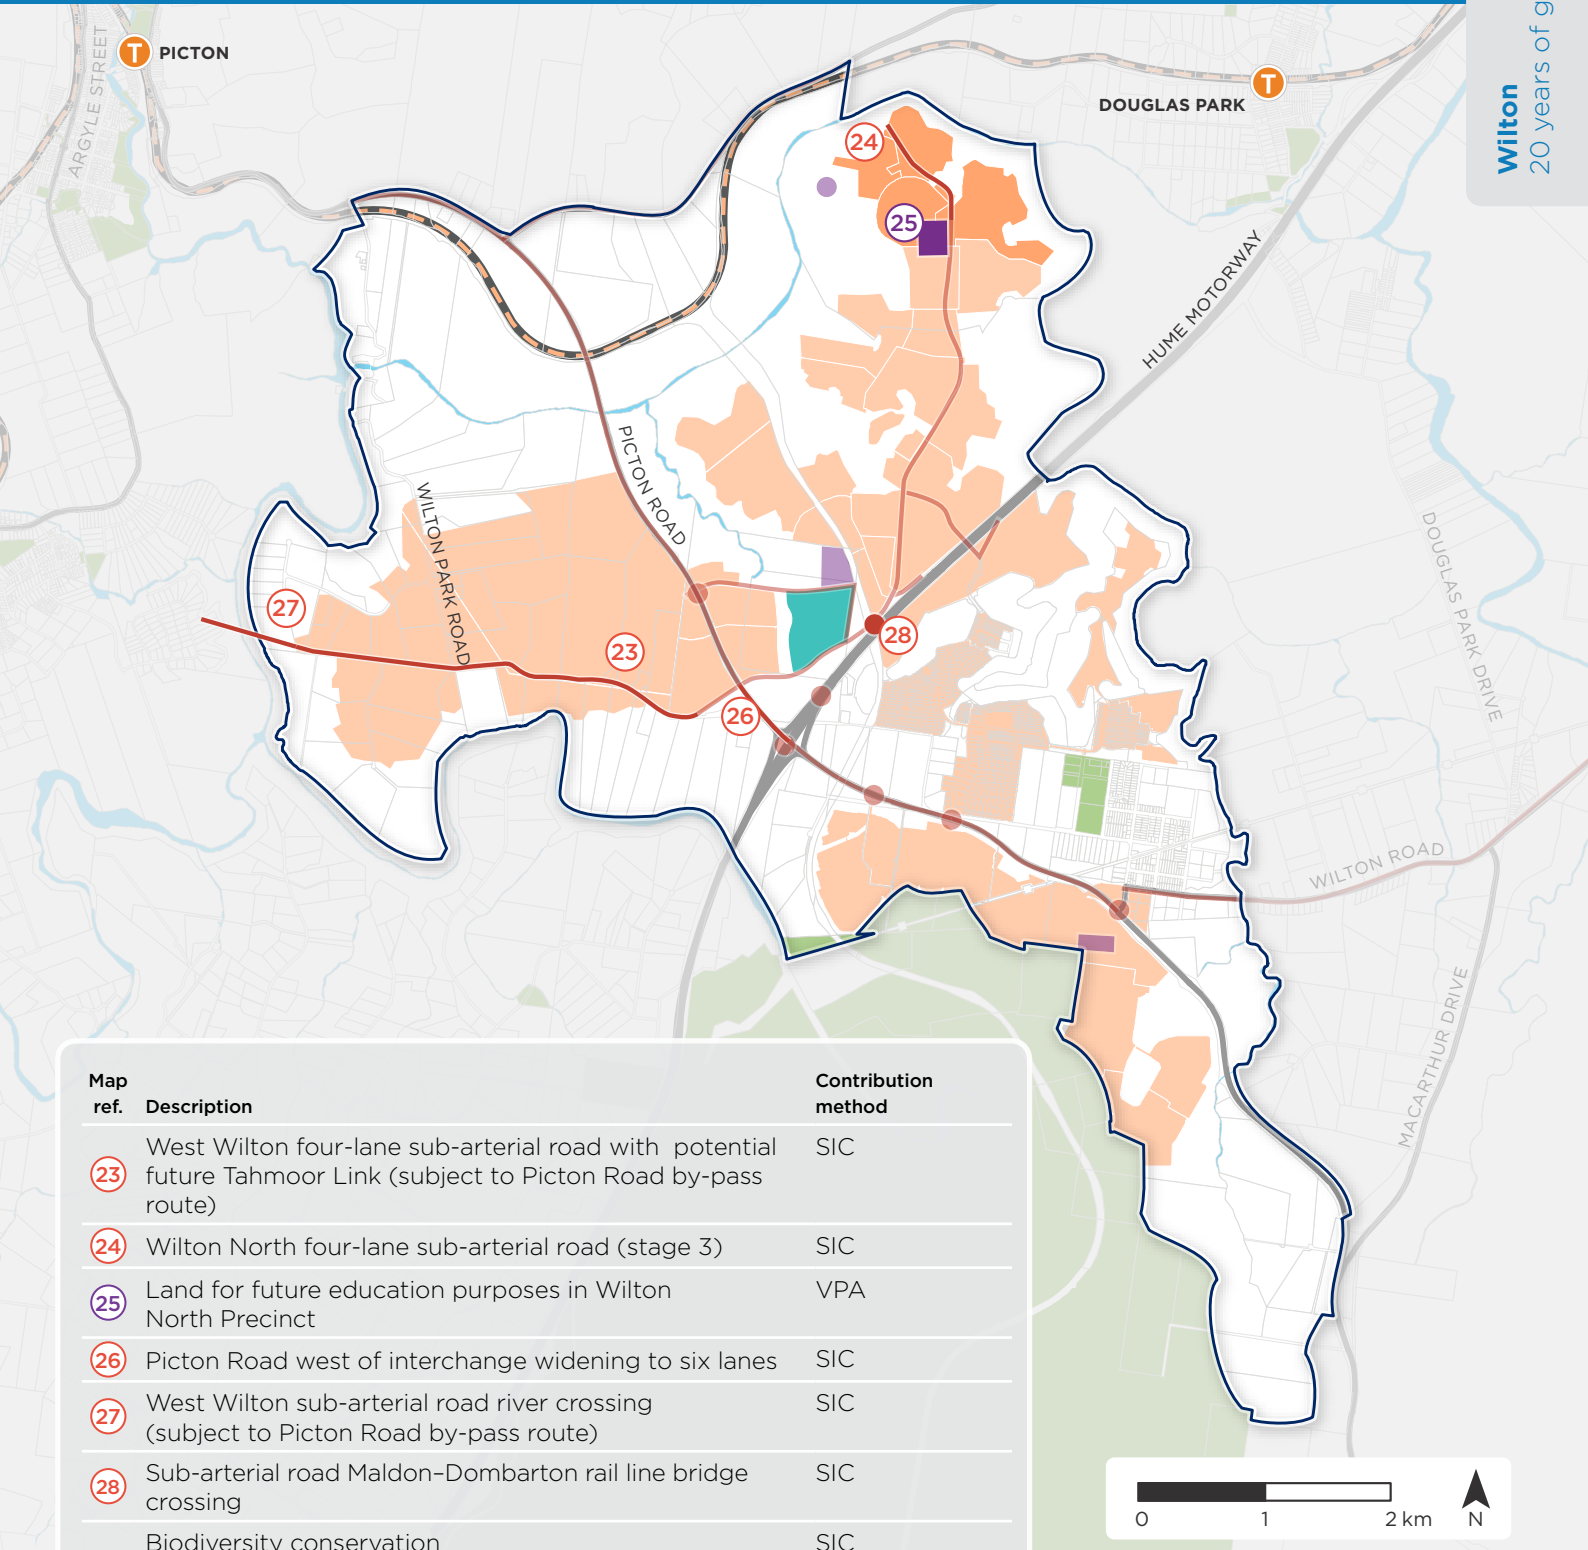 Wilton
20 years of g
T PICTON
ARGYLE STREET
DOUGLAS PARK
T
24
25
HUME MOTORWAY
PICTON ROAD
WILTON PARK ROAD
DOUGLAS PARK DRIVE
27
23
28
26
WILTON ROAD
MACARTHUR DRIVE
Map
ref. Description
Contribution
method
23 West Wilton four-lane sub-arterial road with potential
future Tahmoor Link (subject to Picton Road by-pass
route)
SIC
24 Wilton North four-lane sub-arterial road (stage 3) SIC
25 Land for future education purposes in Wilton
North Precinct
VPA
26 Picton Road west of interchange widening to six lanes SIC
27 West Wilton sub-arterial road river crossing
(subject to Picton Road by-pass route)
SIC
28 Sub-arterial road Maldon–Dombarton rail line bridge
crossing
SIC
Biodiversity conservation SIC
0 1 2 km N